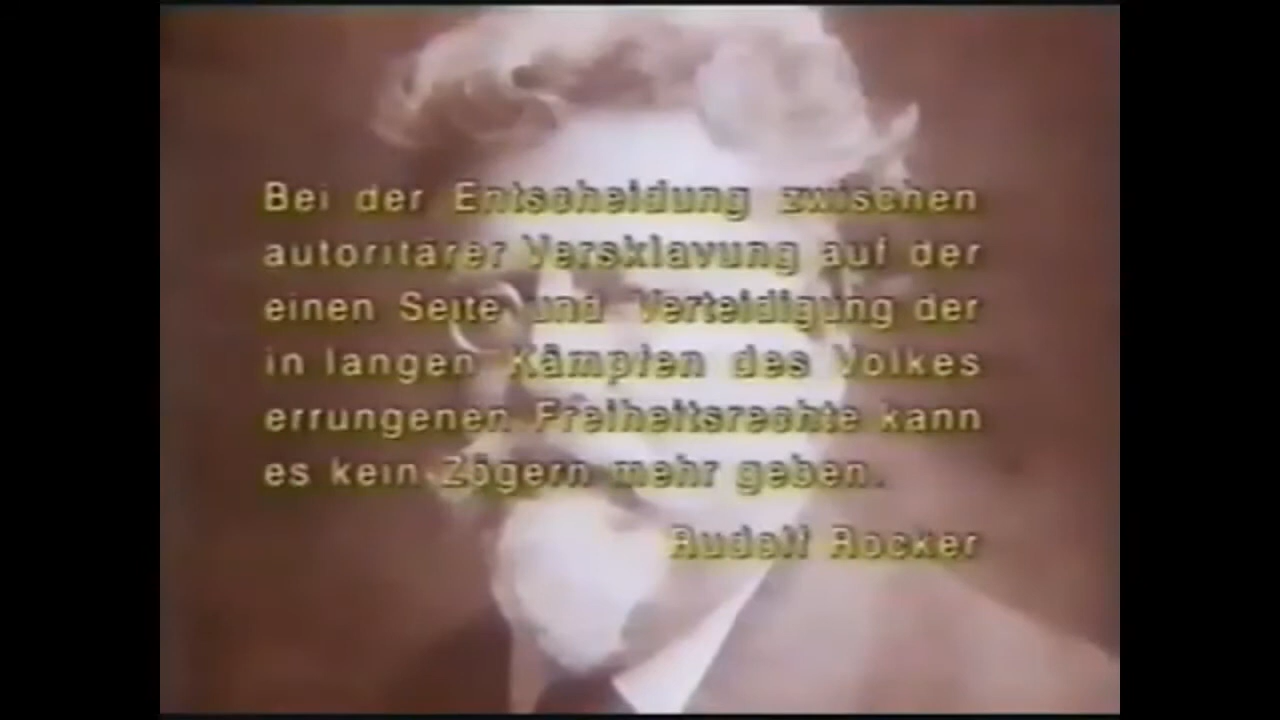 Bei der Entscheidung zwischen
autoritärer Versklavung auf der
einen Seite und Verteidigung der
in langen Kämpfen des Volkes
errungenen Freiheitsrechte kann
es kein Zögern mehr geben.
Rudolf Rocker